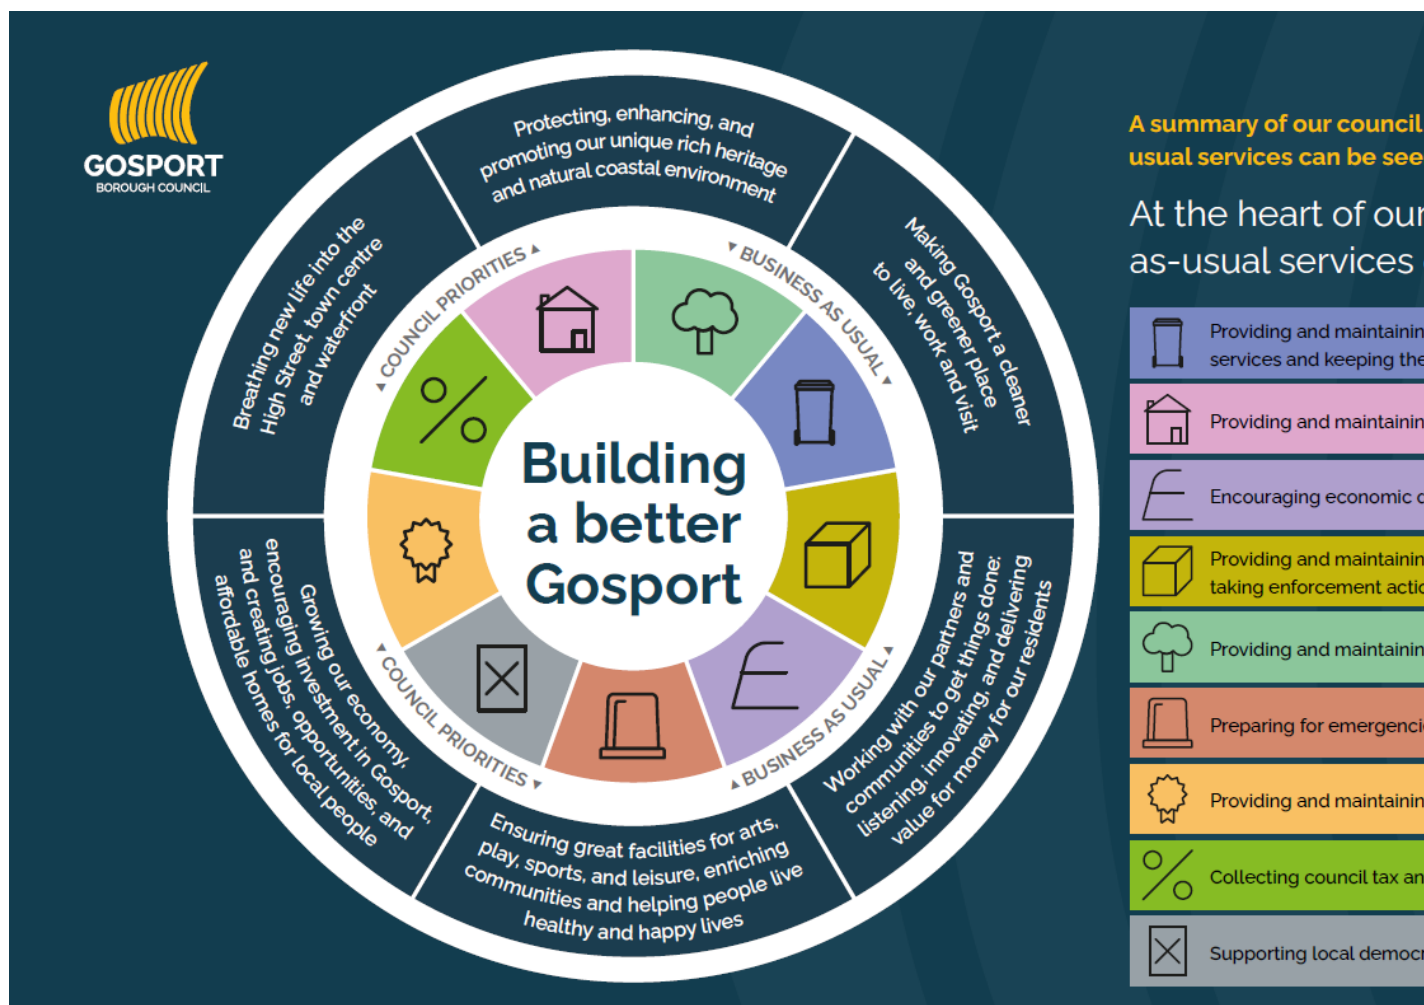 GOSPORT
BOROUGH COUNCIL
Protecting, enhancing, and
promoting our unique rich heritage
and natural coastal environment
Making Gosport a cleaner
and greener place
to live, work and visit
Working with our partners and
communities to get things done:
listening, innovating, and delivering
value for money for our residents
Ensuring great facilities for arts,
play, sports, and leisure, enriching
communities and helping people live
healthy and happy lives
Growing our economy,
encouraging investment in Gosport,
and creating jobs, opportunities, and
affordable homes for local people
Breathing new life into the
High Street, town centre
and waterfront
▲ COUNCIL PRIORITIES ▲
▼ BUSINESS AS USUAL ▼
▲ BUSINESS AS USUAL ▲
▼ COUNCIL PRIORITIES ▼
Building
a better
Gosport
A summary of our council
usual services can be see
At the heart of our
as-usual services
Providing and maintainin
services and keeping the
Providing and maintainin
Encouraging economic
Providing and maintainin
taking enforcement actio
Providing and maintainin
Preparing for emergencie
Providing and maintainin
Collecting council tax an
Supporting local democr